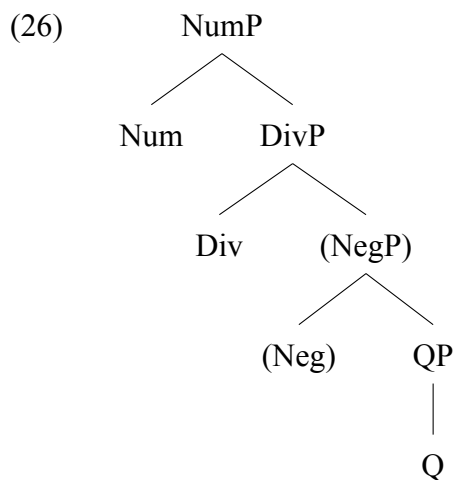 (26) NumP
Num DivP
Div (NegP)
(Neg) QP
Q